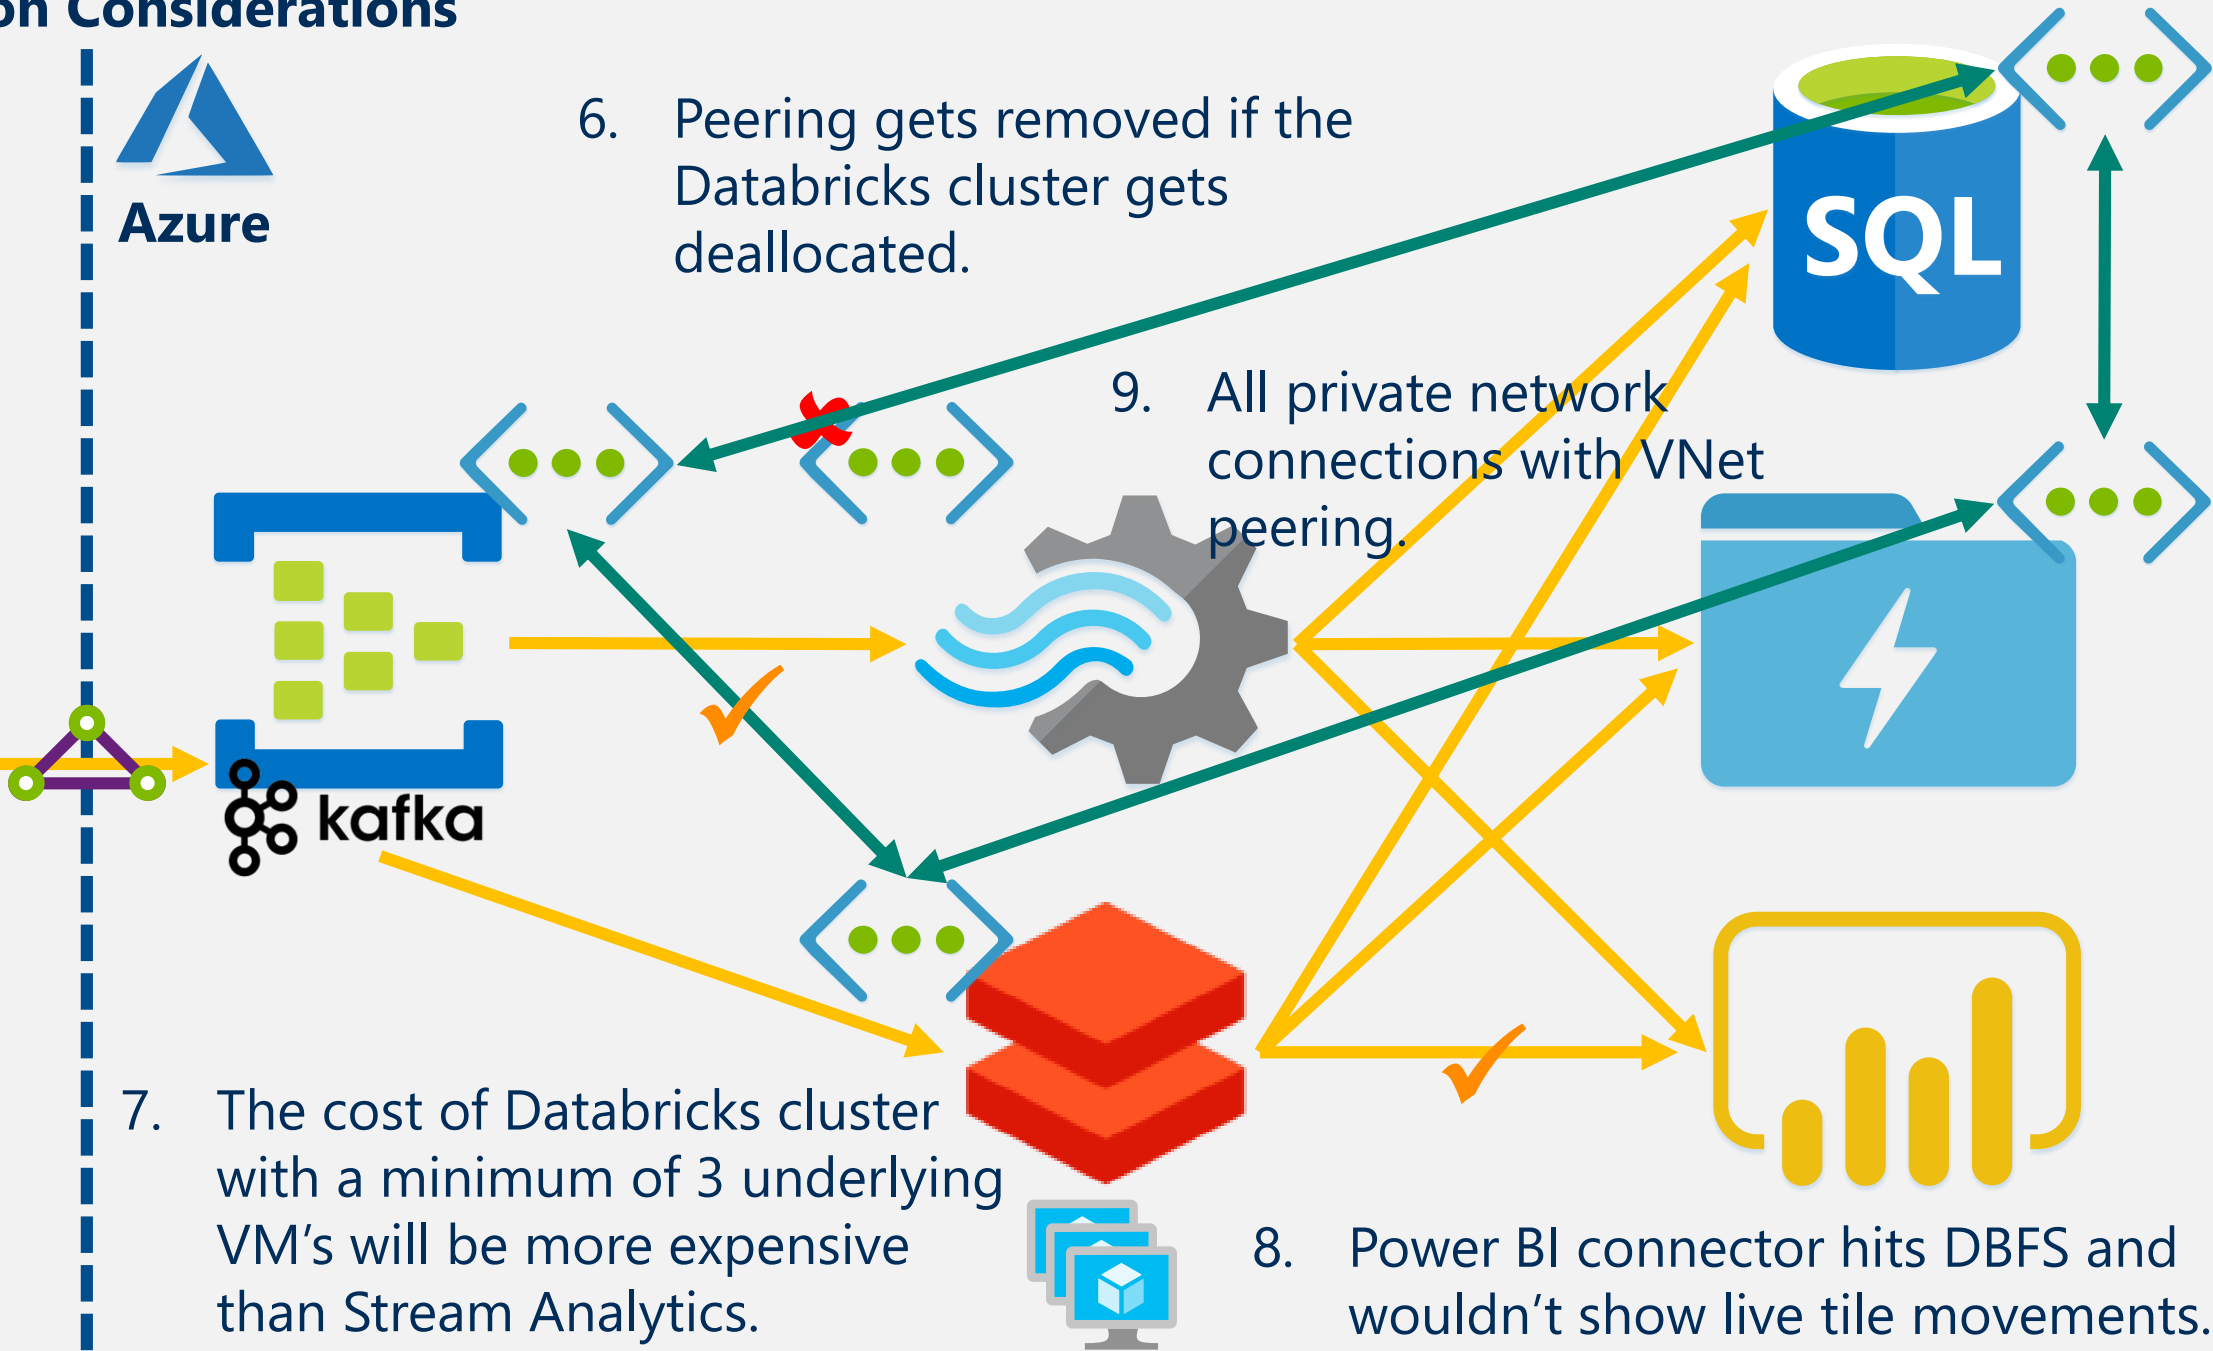 on Considerations
Azure
6. Peering gets removed if the
Databricks cluster gets
deallocated.
SQL
9. All private network
connections with VNet
peering.
kafka
7. The cost of Databricks cluster
with a minimum of 3 underlying
VM’s will be more expensive
than Stream Analytics.
8. Power BI connector hits DBFS and
wouldn’t show live tile movements.